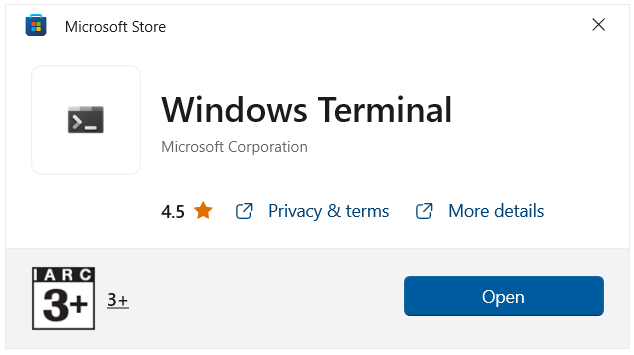 Microsoft Store
Windows Terminal
Microsoft Corporation
4.5 Privacy & terms More details
IARC
3+ 3+
Open